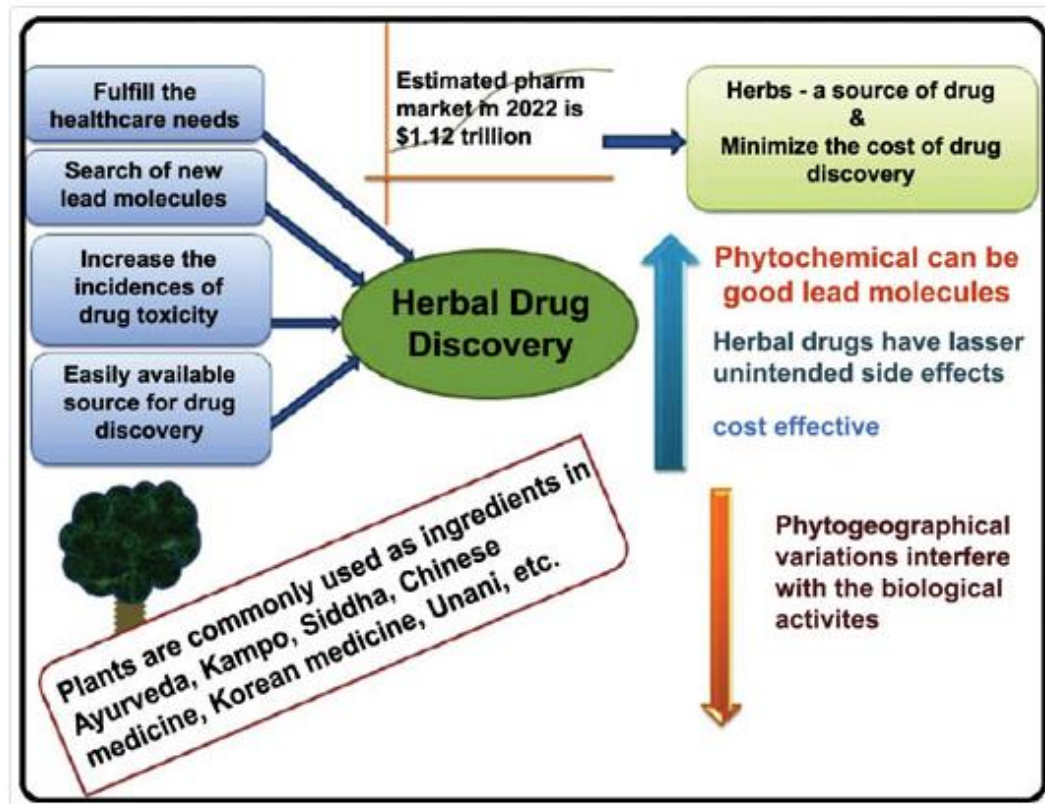 Fulfill the
healthcare needs
Search of new
lead molecules
Increase the
incidences of
drug toxicity
Easily available
source for drug
discovery
Estimated pharm
market in 2022 is
$1.12 trillion
Herbs - a source of drug
&
Minimize the cost of drug
discovery
Herbal Drug
Discovery
Phytochemical can be
good lead molecules
Herbal drugs have lasser
unintended side effects
cost effective
Phytogeographical
variations interfere
with the biological
activites
Plants are commonly used as ingredients in
Ayurveda, Kampo, Siddha, Chinese
medicine, Korean medicine, Unani, etc.